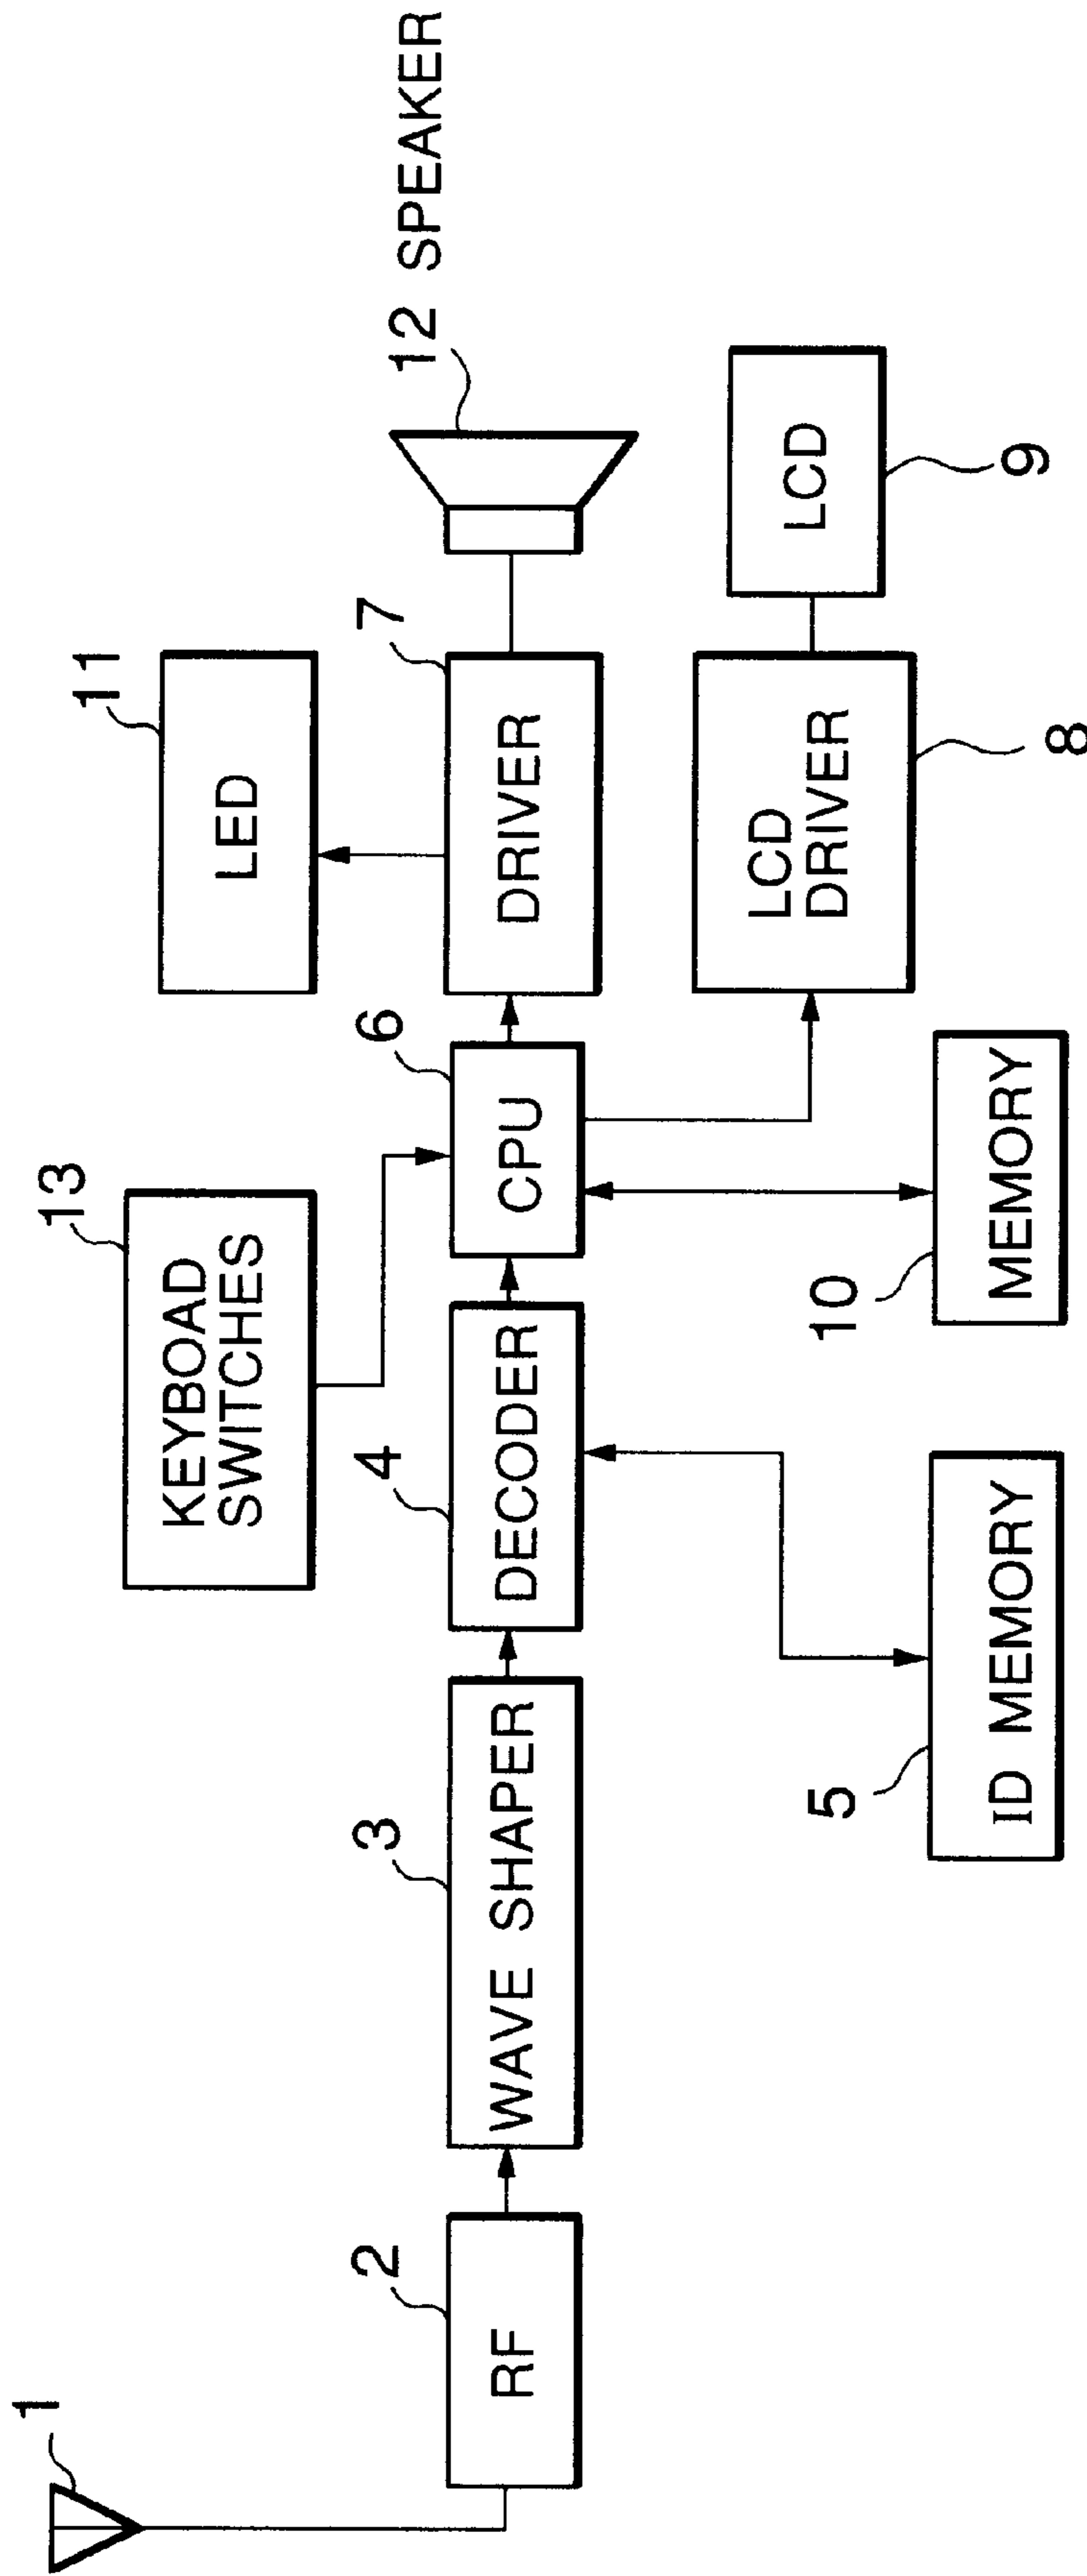 1
2
RF
3
WAVE SHAPER
4
DECODER
5
ID MEMORY
13
KEYBOAD
SWITCHES
6
CPU
10
MEMORY
11
LED
7
DRIVER
12 SPEAKER
LCD
DRIVER
8
LCD
9